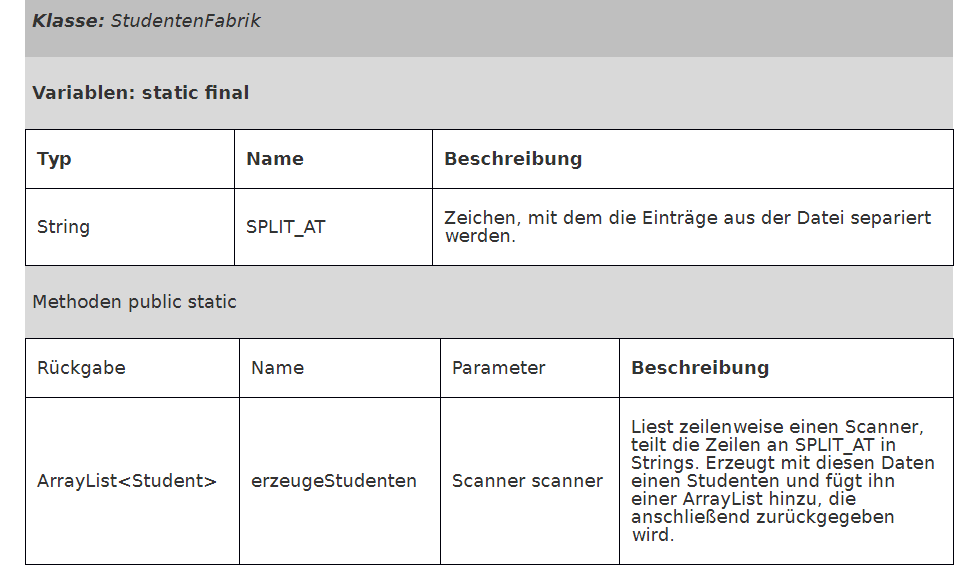 Klasse: StudentenFabrik
Variablen: static final
Typ Name Beschreibung
String SPLIT_AT Zeichen, mit dem die Einträge aus der Datei separiert
werden.
Methoden public static
Rückgabe Name Parameter Beschreibung
Liest zeilenweise einen Scanner,
teilt die Zeilen an SPLIT_AT in
Strings. Erzeugt mit diesen Daten
ArrayList<Student> erzeugeStudenten Scanner scanner einen Studenten und fügt ihn
einer ArrayList hinzu, die
anschließend zurückgegeben
wird.